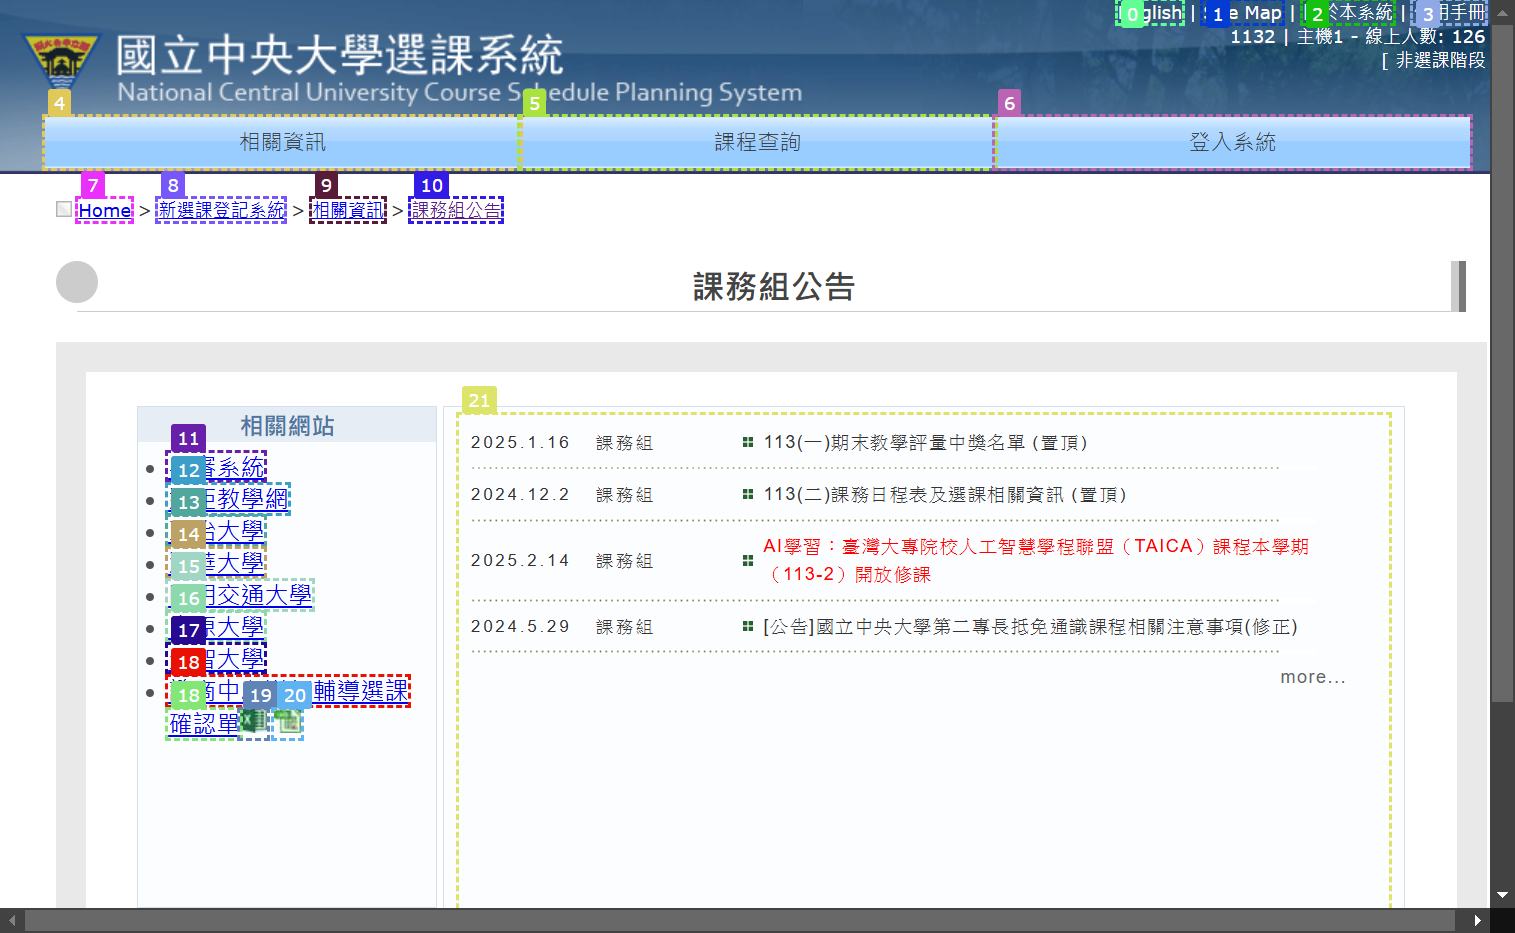 English | Site Map | 關於本系統 | 使用手冊
1132 | 主機1 - 線上人數: 126
[ 非選課階段
國立中央大學選課系統
National Central University Course Schedule Planning System
相關資訊
課程查詢
登入系統
Home > 新選課登記系統 > 相關資訊 > 課務組公告
課務組公告
相關網站
審系統
教學網
大學
大學
交通大學
大學
智大學
輔導選課
確認單
2025.1.16 課務組 113(一)期末教學評量中獎名單 (置頂)
2024.12.2 課務組 113(二)課務日程表及選課相關資訊 (置頂)
2025.2.14 課務組 AI學習：臺灣大專院校人工智慧學程聯盟（TAICA）課程本學期
（113-2）開放修課
2024.5.29 課務組 [公告]國立中央大學第二專長抵免通識課程相關注意事項(修正)
more...
0
1
2
3
4
5
6
7
8
9
10
11
12
13
14
15
16
17
18
18
19
20
21